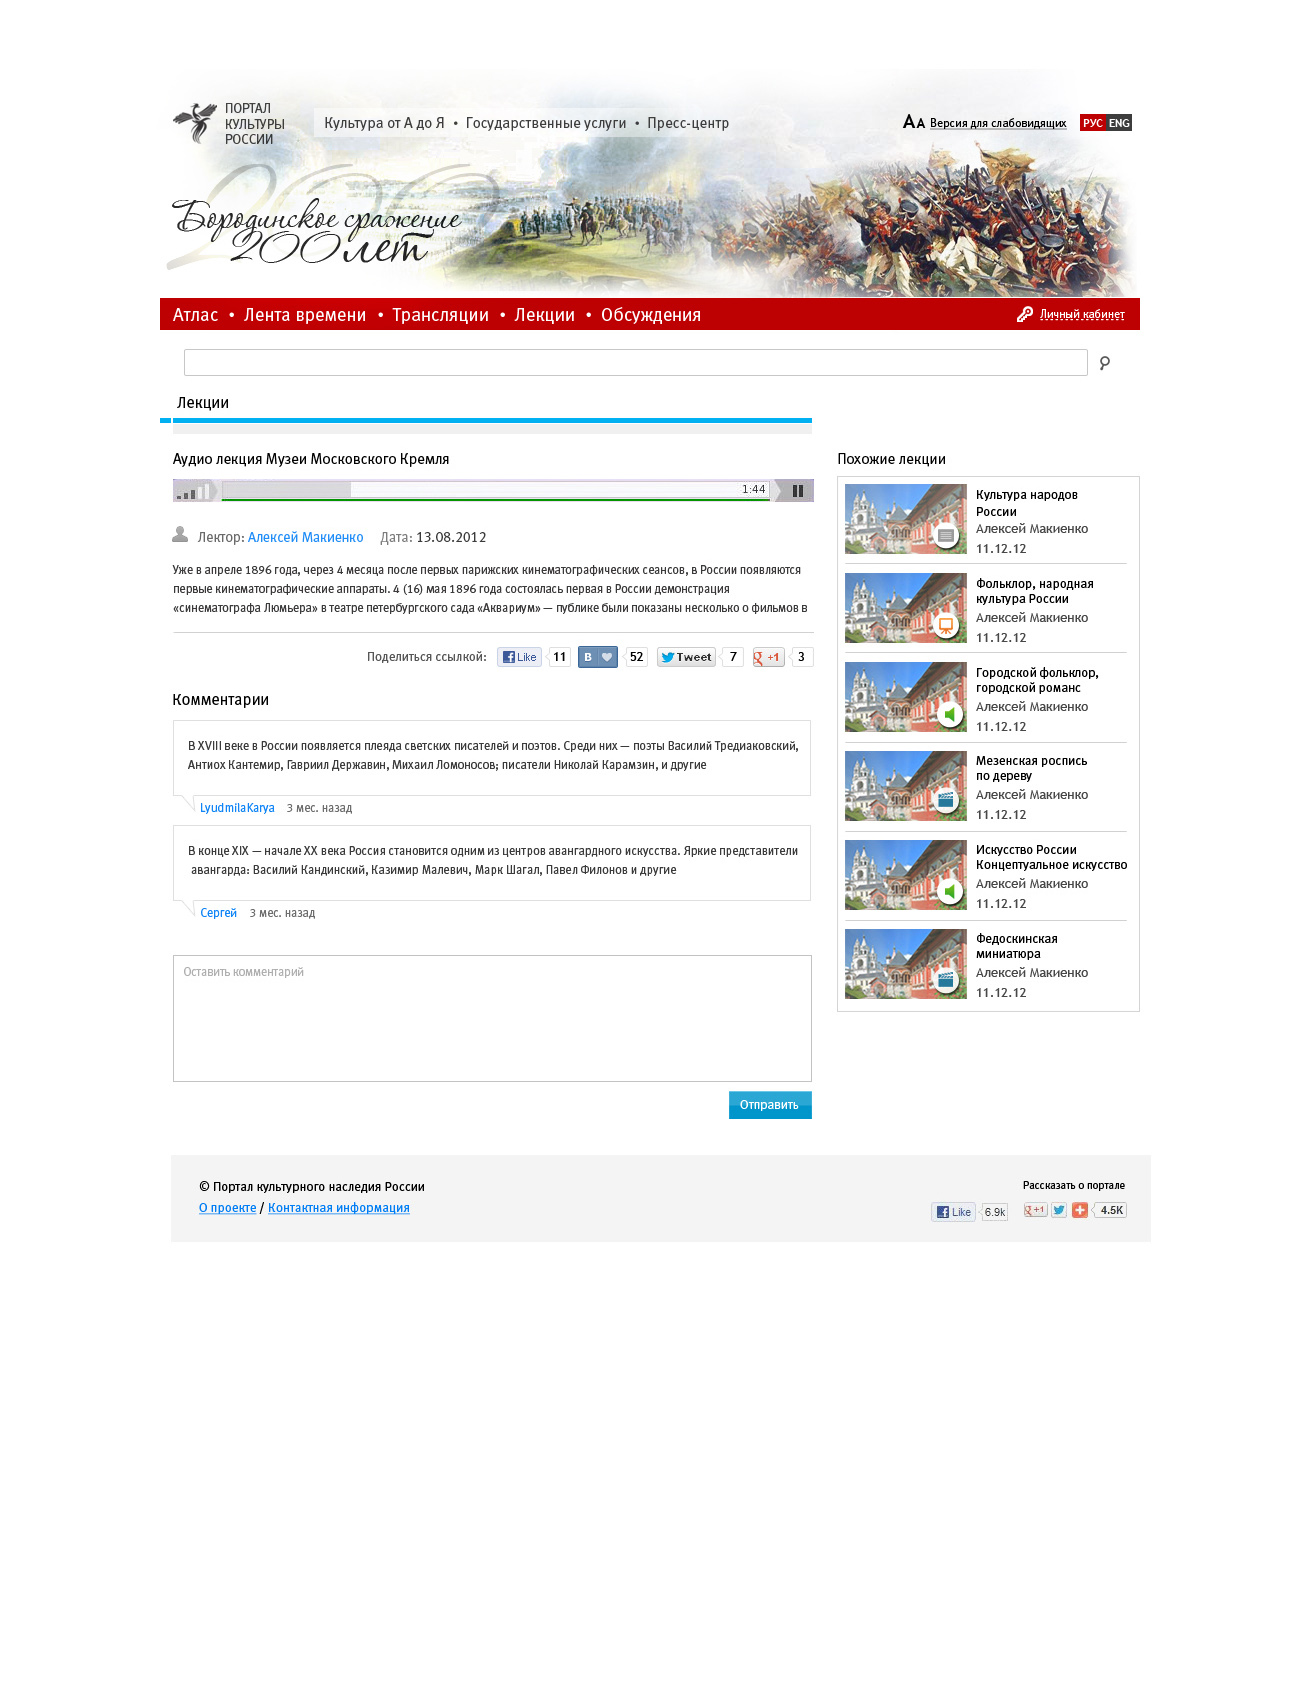 ПОРТАЛ
КУЛЬТУРЫ
РОССИИ
Культура от А до Я • Государственные услуги • Пресс-центр
АА Версия для слабовидящих РУС ENG
200
Бородинское сражение
200 лет
Атлас • Лента времени • Трансляции • Лекции • Обсуждения
Личный кабинет
Лекции
Аудио лекция Музеи Московского Кремля
1:44
Лектор: Алексей Макиенко Дата: 13.08.2012
Уже в апреле 1896 года, через 4 месяца после первых парижских кинематографических сеансов, в России появляются
первые кинематографические аппараты. 4 (16) мая 1896 года состоялась первая в России демонстрация
«синематографа Люмьера» в театре петербургского сада «Аквариум» — публике были показаны несколько о фильмов в
Поделиться ссылкой: Like 11 В 52 Tweet 7 g +1 3
Комментарии
В XVIII веке в России появляется плеяда светских писателей и поэтов. Среди них — поэты Василий Тредиаковский,
Антиох Кантемир, Гавриил Державин, Михаил Ломоносов; писатели Николай Карамзин, и другие
LyudmilaKarya 3 мес. назад
В конце XIX — начале XX века Россия становится одним из центров авангардного искусства. Яркие представители
авангарда: Василий Кандинский, Казимир Малевич, Марк Шагал, Павел Филонов и другие
Сергей 3 мес. назад
Оставить комментарий
Отправить
Похожие лекции
Культура народов
России
Алексей Макиенко
11.12.12
Фольклор, народная
культура России
Алексей Макиенко
11.12.12
Городской фольклор,
городской романс
Алексей Макиенко
11.12.12
Мезенская роспись
по дереву
Алексей Макиенко
11.12.12
Искусство России
Концептуальное искусство
Алексей Макиенко
11.12.12
Федоскинская
миниатюра
Алексей Макиенко
11.12.12
© Портал культурного наследия России
О проекте / Контактная информация
Рассказать о портале
Like 6.9k g +1 4.5K